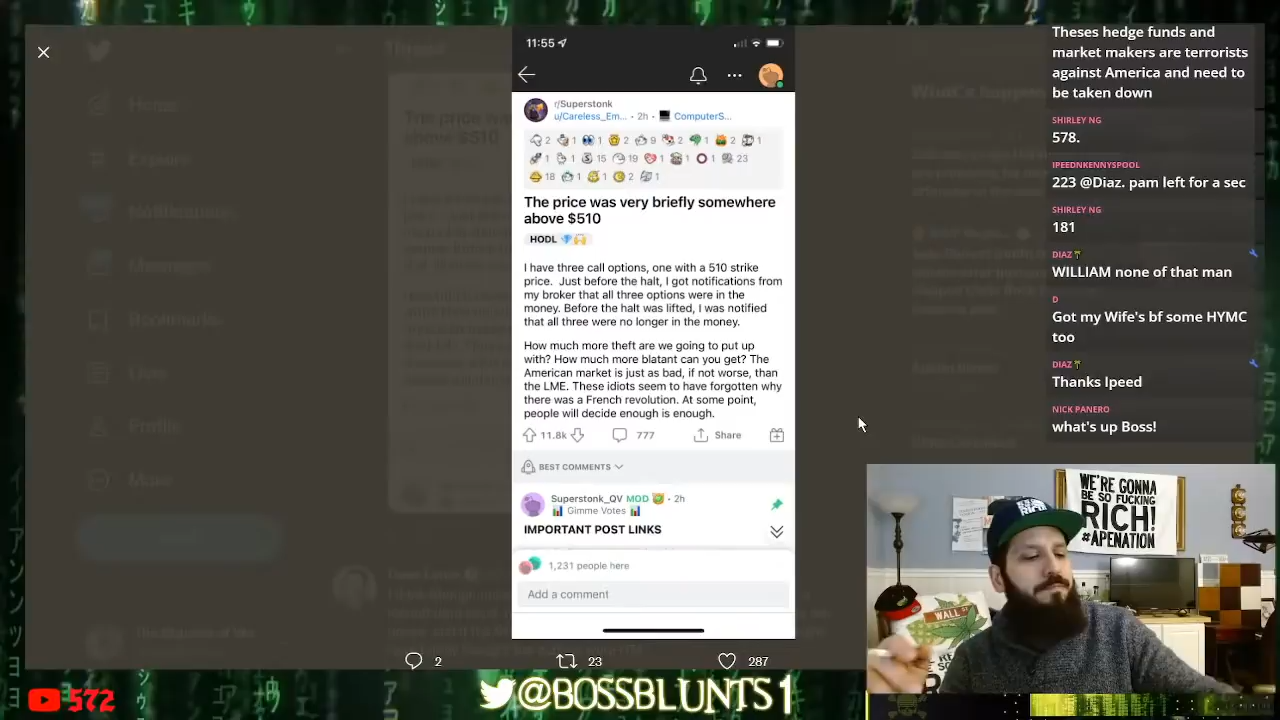 11:55
r/Superstonk
u/Careless_Em... • 2h • ComputerS...
2 1 1 2 9 2 1 2 1
1 1 15 19 1 1 1 23
18 1 1 2 1
The price was very briefly somewhere
above $510
HODL 💎🙌
I have three call options, one with a 510 strike
price. Just before the halt, I got notifications from
my broker that all three options were in the
money. Before the halt was lifted, I was notified
that all three were no longer in the money.
How much more theft are we going to put up
with? How much more blatant can you get? The
American market is just as bad, if not worse, than
the LME. These idiots seem to have forgotten why
there was a French revolution. At some point,
people will decide enough is enough.
11.8k 777 Share
BEST COMMENTS
Superstonk_QV MOD • 2h
📊 Gimme Votes 📊
IMPORTANT POST LINKS
1,231 people here
Add a comment
2 23 287
Theses hedge funds and
market makers are terrorists
against America and need to
be taken down
SHIRLEY NG
578.
IPEEDNKENNYSPOOL
223 @Diaz. pam left for a sec
SHIRLEY NG
181
DIAZ🌴
WILLIAM none of that man
D
Got my Wife's bf some HYMC
too
DIAZ🌴
Thanks Ipeed
NICK PANERO
what's up Boss!
WE'RE GONNA
BE SO FUCKING
RICH!
#APENATION
WALL
572
@BOSSBLUNTS1